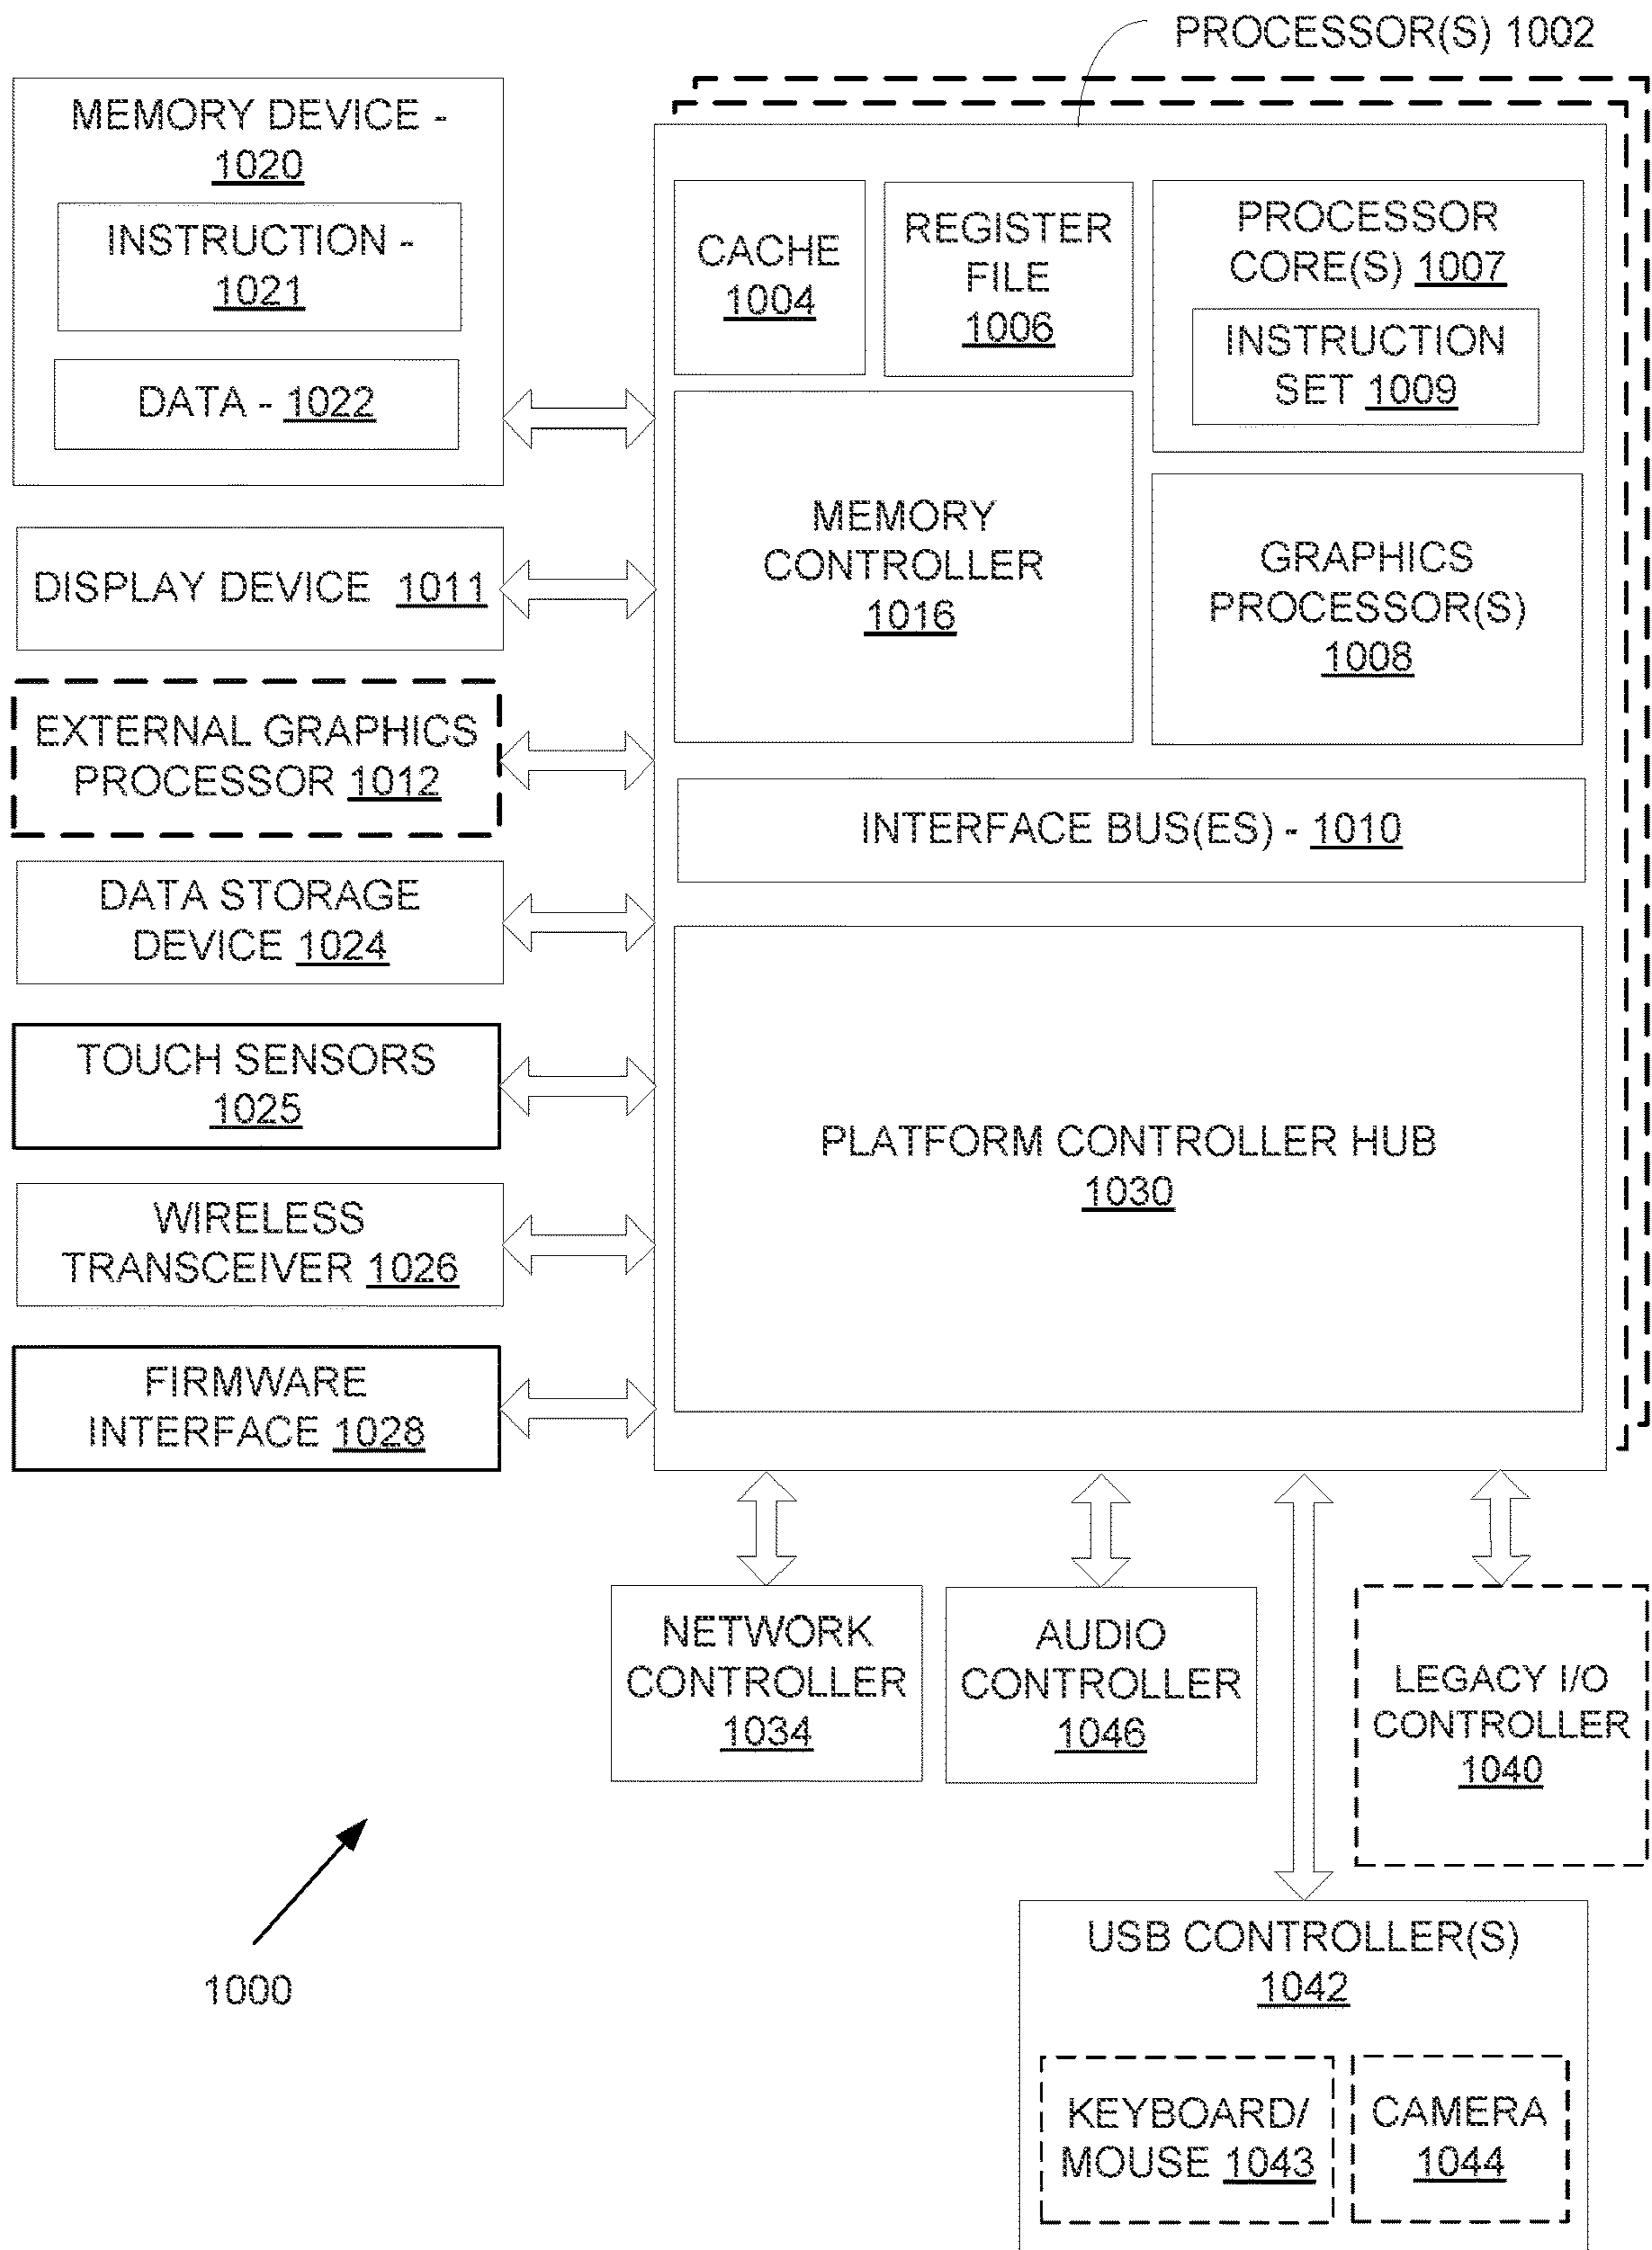 PROCESSOR(S) 1002
MEMORY DEVICE -
1020
INSTRUCTION -
1021
DATA - 1022
DISPLAY DEVICE 1011
EXTERNAL GRAPHICS
PROCESSOR 1012
DATA STORAGE
DEVICE 1024
TOUCH SENSORS
1025
WIRELESS
TRANSCEIVER 1026
FIRMWARE
INTERFACE 1028
CACHE
1004
REGISTER
FILE
1006
PROCESSOR
CORE(S) 1007
INSTRUCTION
SET 1009
MEMORY
CONTROLLER
1016
GRAPHICS
PROCESSOR(S)
1008
INTERFACE BUS(ES) - 1010
PLATFORM CONTROLLER HUB
1030
NETWORK
CONTROLLER
1034
AUDIO
CONTROLLER
1046
LEGACY I/O
CONTROLLER
1040
1000
USB CONTROLLER(S)
1042
KEYBOARD/
MOUSE 1043
CAMERA
1044